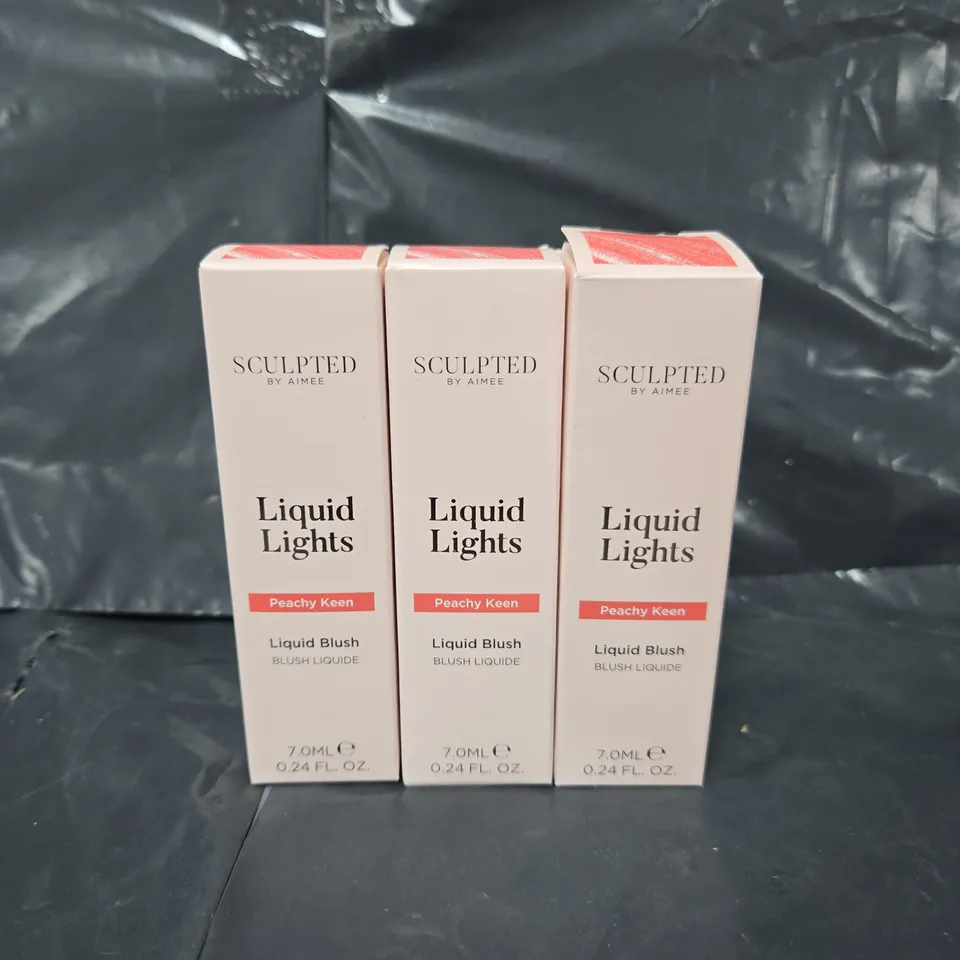 SCULPTED
BY AIMEE
Liquid
Lights
Peachy Keen
Liquid Blush
BLUSH LIQUIDE
7.0ML ℮
0.24 FL. OZ.
SCULPTED
BY AIMEE
Liquid
Lights
Peachy Keen
Liquid Blush
BLUSH LIQUIDE
7.0ML ℮
0.24 FL. OZ.
SCULPTED
BY AIMEE
Liquid
Lights
Peachy Keen
Liquid Blush
BLUSH LIQUIDE
7.0ML ℮
0.24 FL. OZ.